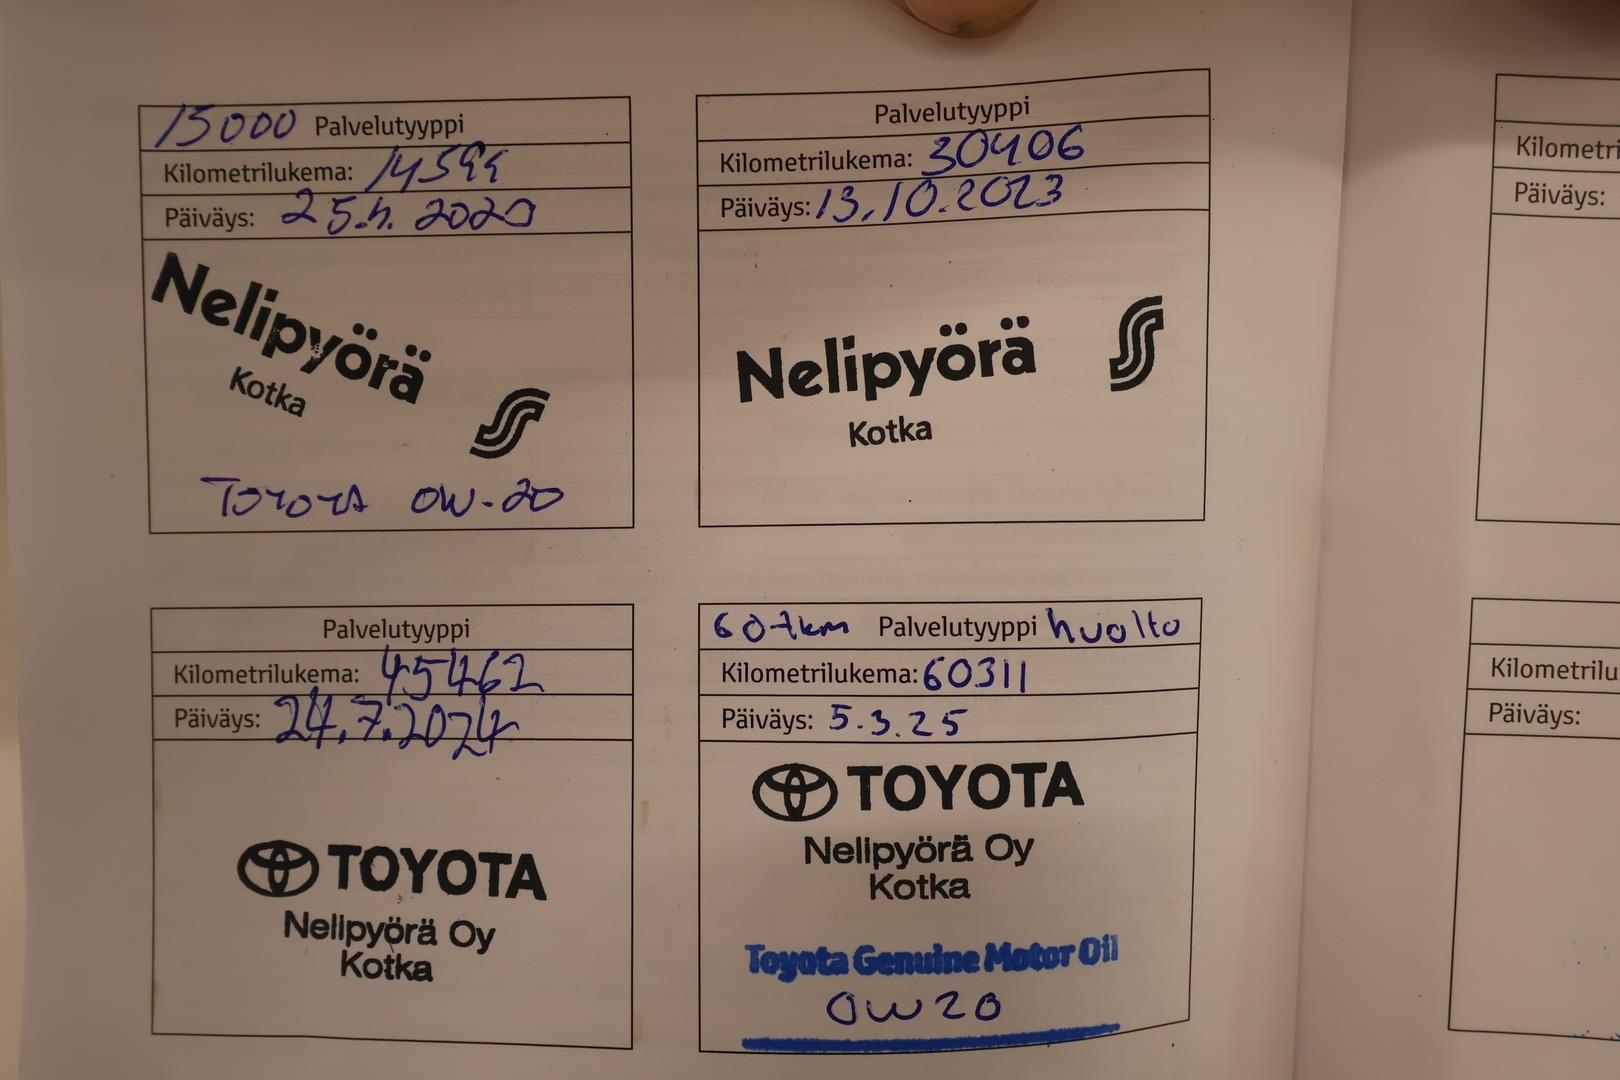 15000 Palvelutyyppi
Kilometrilukema: 14599
Päiväys: 25.4.2020
Nelipyörä
Kotka
TOYOTA 0W-20
Palvelutyyppi
Kilometrilukema: 30406
Päiväys: 13.10.2023
Nelipyörä
Kotka
Palvelutyyppi
Kilometrilukema: 45462
Päiväys: 24.7.2024
TOYOTA
Nelipyörä Oy
Kotka
60tkm Palvelutyyppi huolto
Kilometrilukema: 60311
Päiväys: 5.3.25
TOYOTA
Nelipyörä Oy
Kotka
Toyota Genuine Motor Oil
0W20
Kilometri
Päiväys:
Kilometrilu
Päiväys: